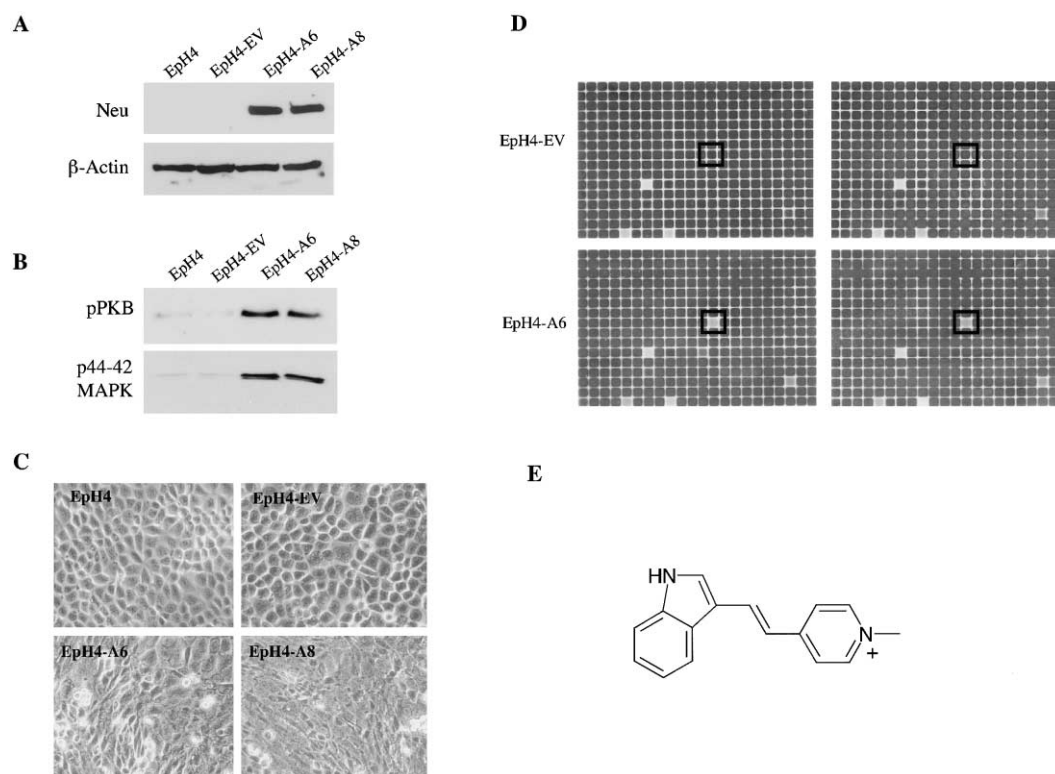 A
EpH4
EpH4-EV
EpH4-A6
EpH4-A8
Neu
β-Actin
B
EpH4
EpH4-EV
EpH4-A6
EpH4-A8
pPKB
p44-42
MAPK
C
EpH4
EpH4-EV
EpH4-A6
EpH4-A8
D
EpH4-EV
EpH4-A6
E
HN
N
+